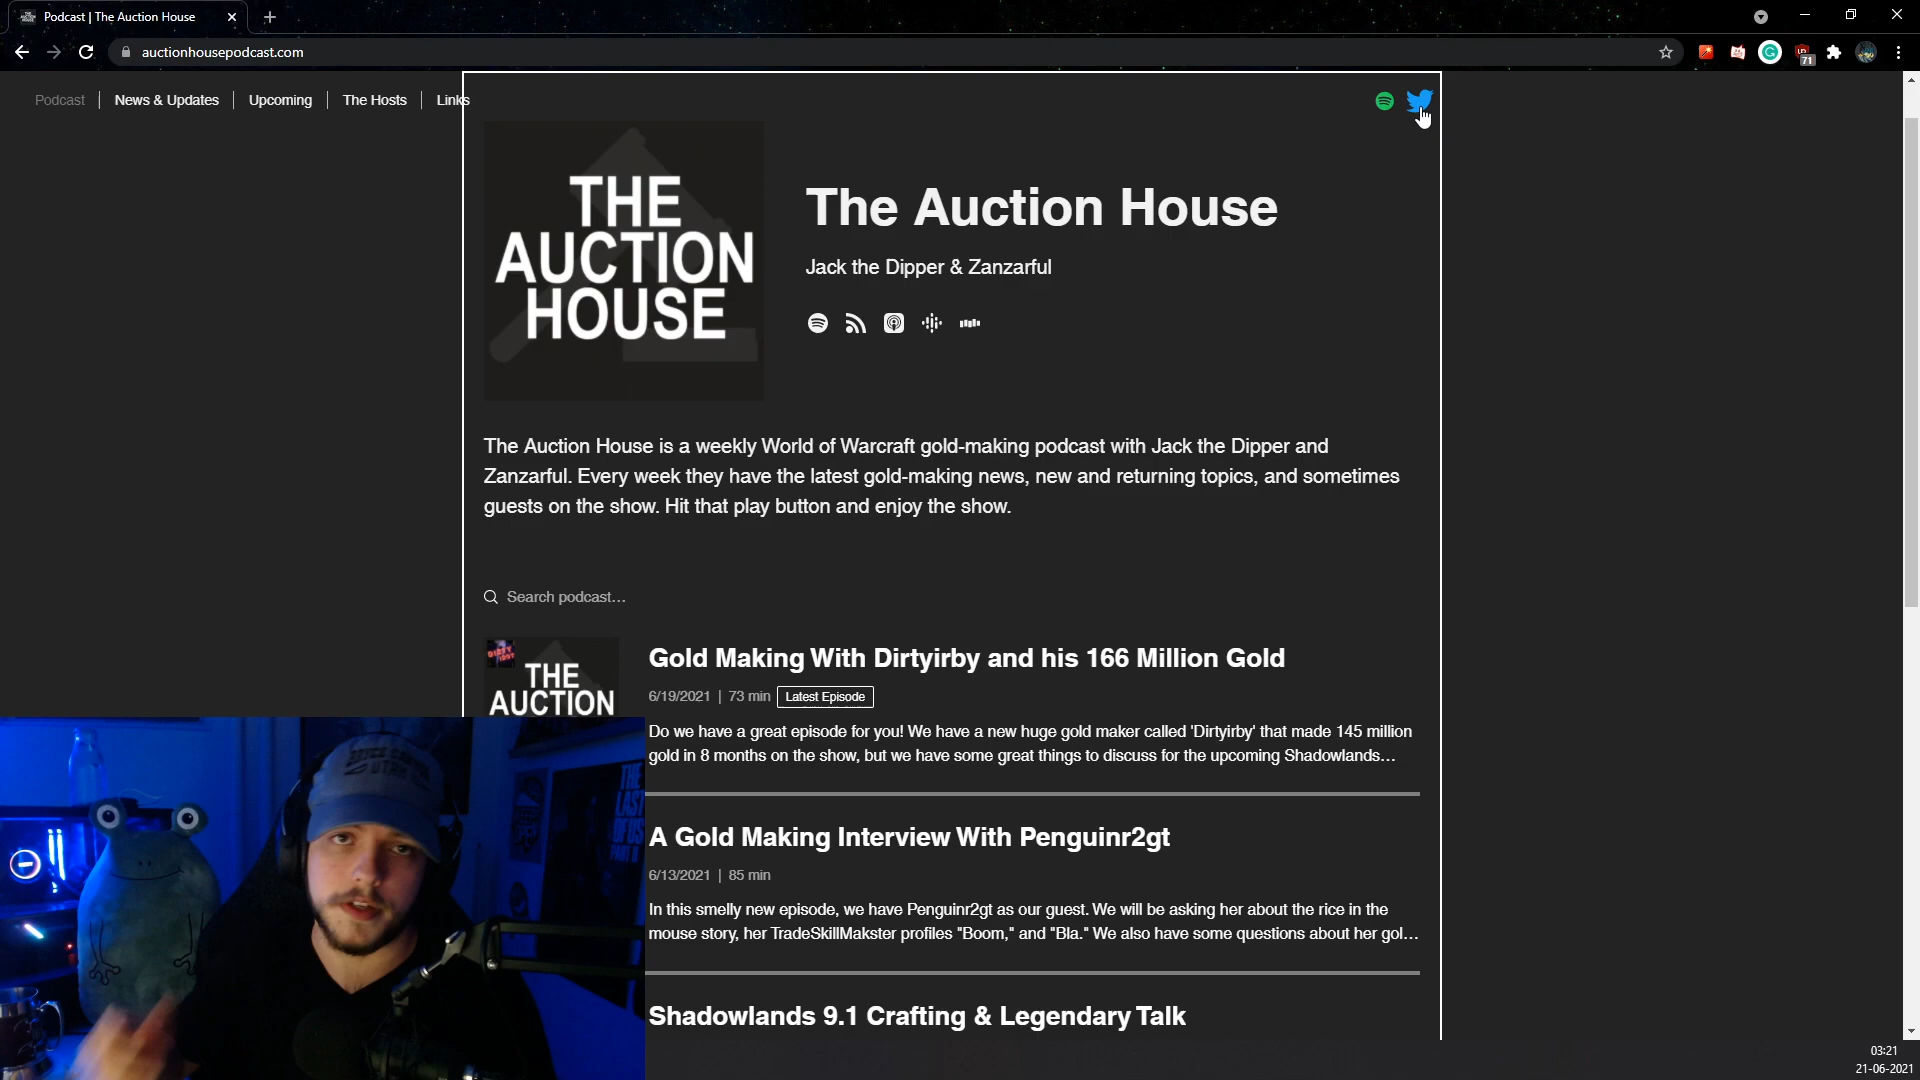 Podcast | The Auction House
auctionhousepodcast.com
71
Podcast | News & Updates | Upcoming | The Hosts | Links
THE
AUCTION
HOUSE
The Auction House
Jack the Dipper & Zanzarful
The Auction House is a weekly World of Warcraft gold-making podcast with Jack the Dipper and
Zanzarful. Every week they have the latest gold-making news, new and returning topics, and sometimes
guests on the show. Hit that play button and enjoy the show.
Search podcast...
THE
AUCTION
Gold Making With Dirtyirby and his 166 Million Gold
6/19/2021 | 73 min Latest Episode
Do we have a great episode for you! We have a new huge gold maker called 'Dirtyirby' that made 145 million
gold in 8 months on the show, but we have some great things to discuss for the upcoming Shadowlands...
A Gold Making Interview With Penguinr2gt
6/13/2021 | 85 min
In this smelly new episode, we have Penguinr2gt as our guest. We will be asking her about the rice in the
mouse story, her TradeSkillMakster profiles "Boom," and "Bla." We also have some questions about her gol...
Shadowlands 9.1 Crafting & Legendary Talk
THE
LAST
OF US
PART II
03:21
21-06-2021